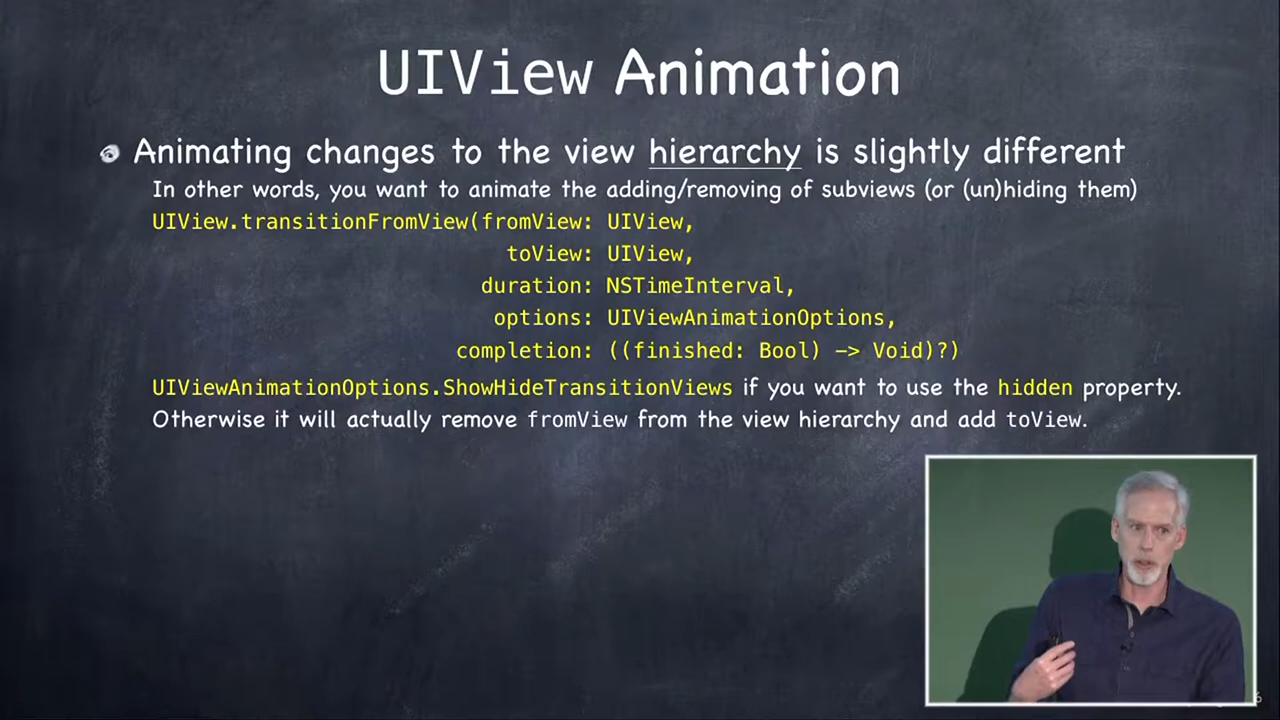 UIView Animation
Animating changes to the view hierarchy is slightly different
In other words, you want to animate the adding/removing of subviews (or (un)hiding them)
UIView.transitionFromView(fromView: UIView,
toView: UIView,
duration: NSTimeInterval,
options: UIViewAnimationOptions,
completion: ((finished: Bool) -> Void)?)
UIViewAnimationOptions.ShowHideTransitionViews if you want to use the hidden property.
Otherwise it will actually remove fromView from the view hierarchy and add toView.